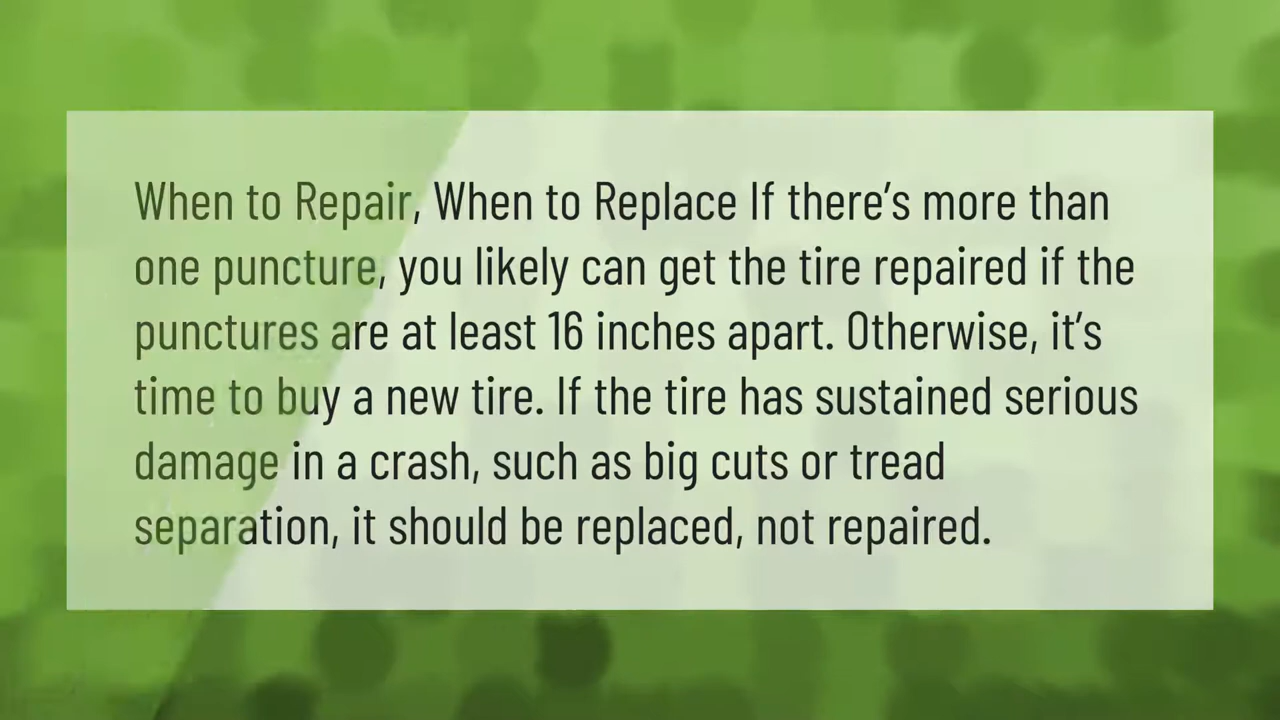 When to Repair, When to Replace If there’s more than
one puncture, you likely can get the tire repaired if the
punctures are at least 16 inches apart. Otherwise, it’s
time to buy a new tire. If the tire has sustained serious
damage in a crash, such as big cuts or tread
separation, it should be replaced, not repaired.